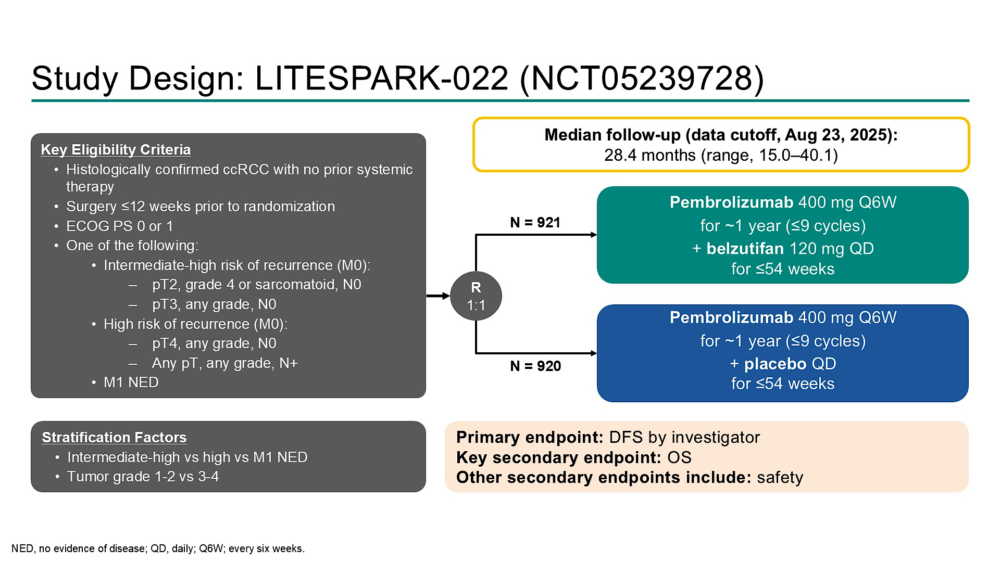 Study Design: LITESPARK-022 (NCT05239728)
Key Eligibility Criteria
• Histologically confirmed ccRCC with no prior systemic
therapy
• Surgery ≤12 weeks prior to randomization
• ECOG PS 0 or 1
• One of the following:
• Intermediate-high risk of recurrence (M0):
– pT2, grade 4 or sarcomatoid, N0
– pT3, any grade, N0
• High risk of recurrence (M0):
– pT4, any grade, N0
– Any pT, any grade, N+
• M1 NED
Stratification Factors
• Intermediate-high vs high vs M1 NED
• Tumor grade 1-2 vs 3-4
R
1:1
N = 921
N = 920
Median follow-up (data cutoff, Aug 23, 2025):
28.4 months (range, 15.0–40.1)
Pembrolizumab 400 mg Q6W
for ~1 year (≤9 cycles)
+ belzutifan 120 mg QD
for ≤54 weeks
Pembrolizumab 400 mg Q6W
for ~1 year (≤9 cycles)
+ placebo QD
for ≤54 weeks
Primary endpoint: DFS by investigator
Key secondary endpoint: OS
Other secondary endpoints include: safety
NED, no evidence of disease; QD, daily; Q6W; every six weeks.